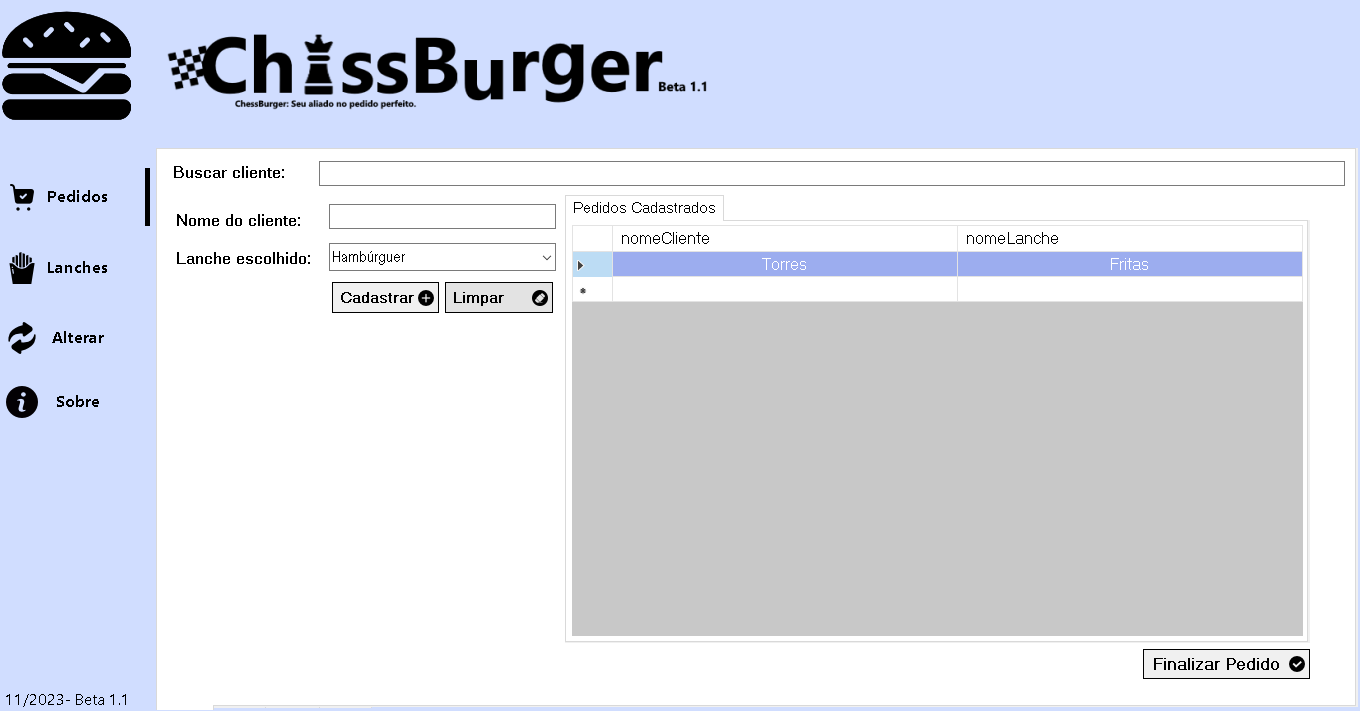 ChissBurger
Beta 1.1
ChessBurger: Seu aliado no pedido perfeito.
Pedidos
Lanches
Alterar
Sobre
11/2023- Beta 1.1
Buscar cliente:
Nome do cliente:
Lanche escolhido: Hambúrguer
Cadastrar Limpar
Pedidos Cadastrados
nomeCliente nomeLanche
Torres Fritas
Finalizar Pedido